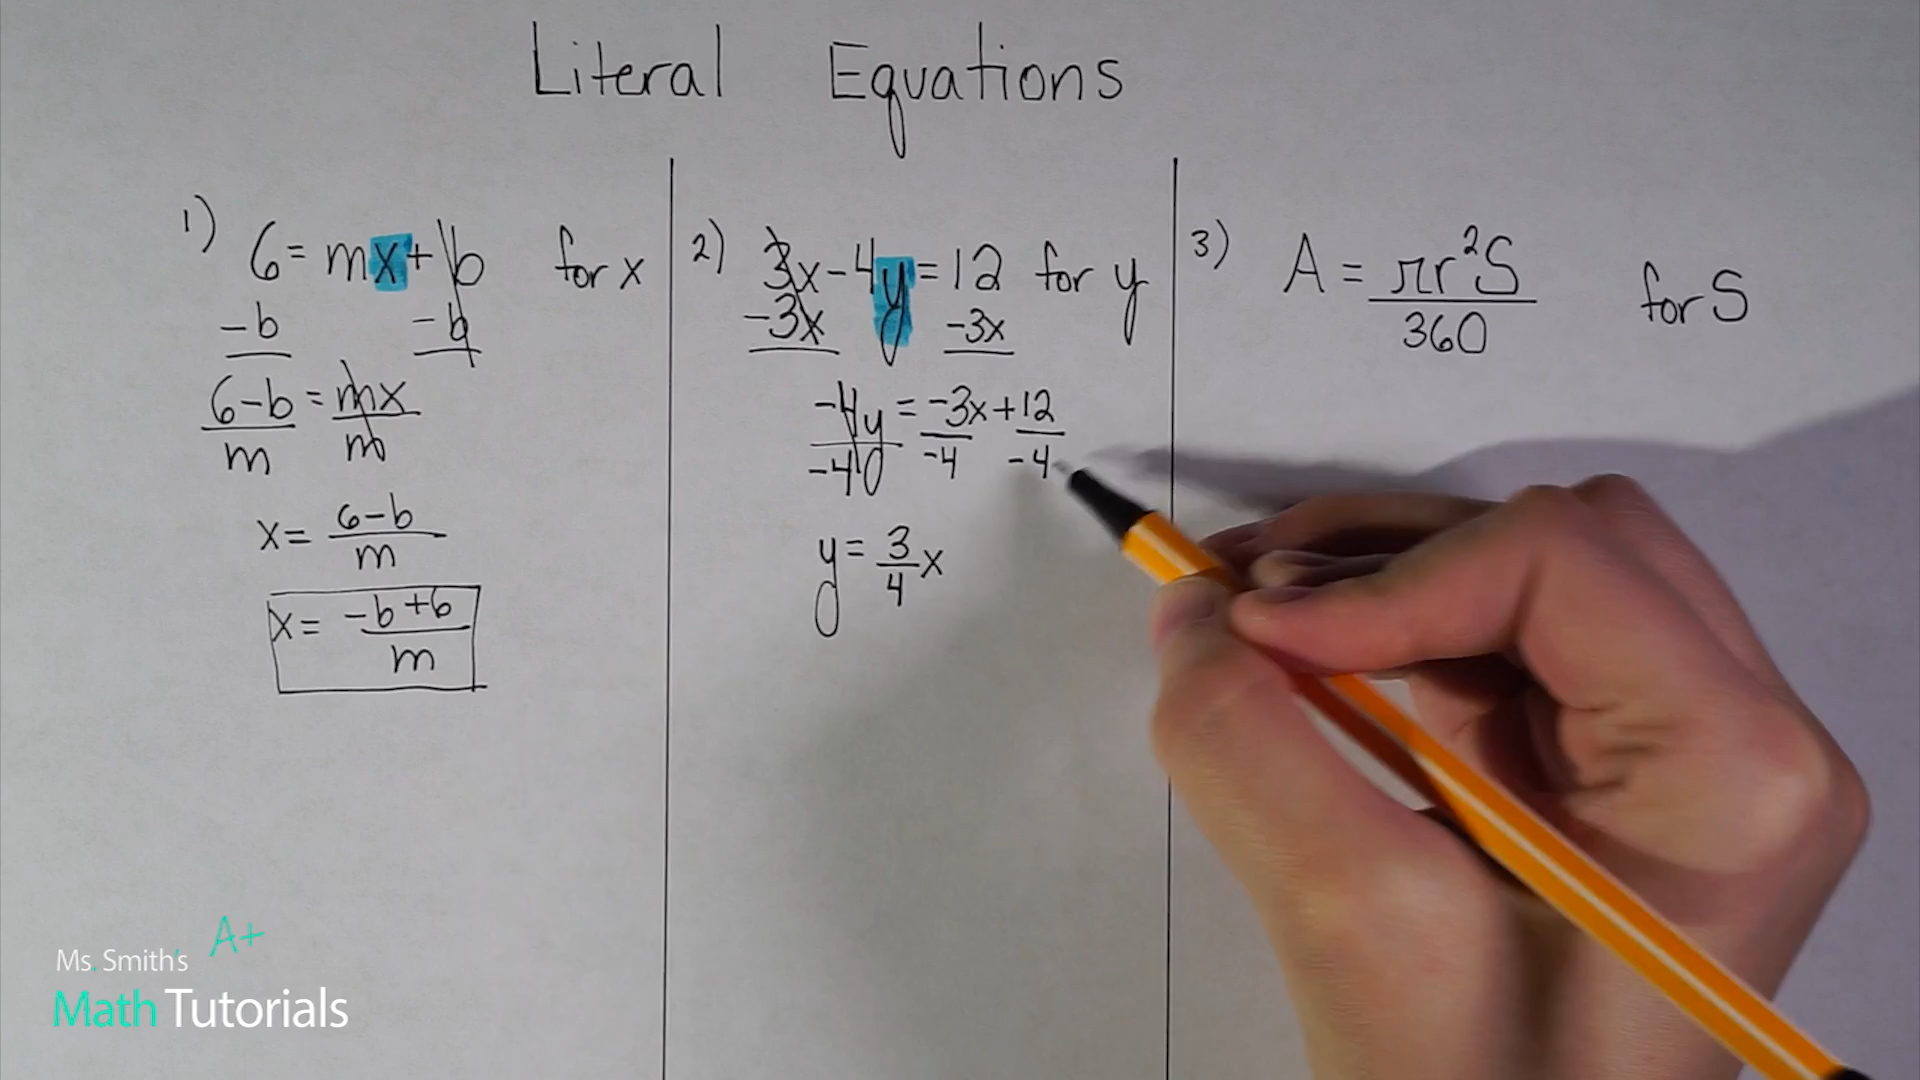 Literal Equations
1) 6 = mx + b for x
-b -b
6-b = mx
m m
x = 6-b
m
x = -b+6
m
2) 3x - 4y = 12 for y
-3x -3x
-4y = -3x + 12
-4 -4 -4
y = 3
4 x
3) A = πr²S
360 for S
A+
Ms. Smith's
Math Tutorials